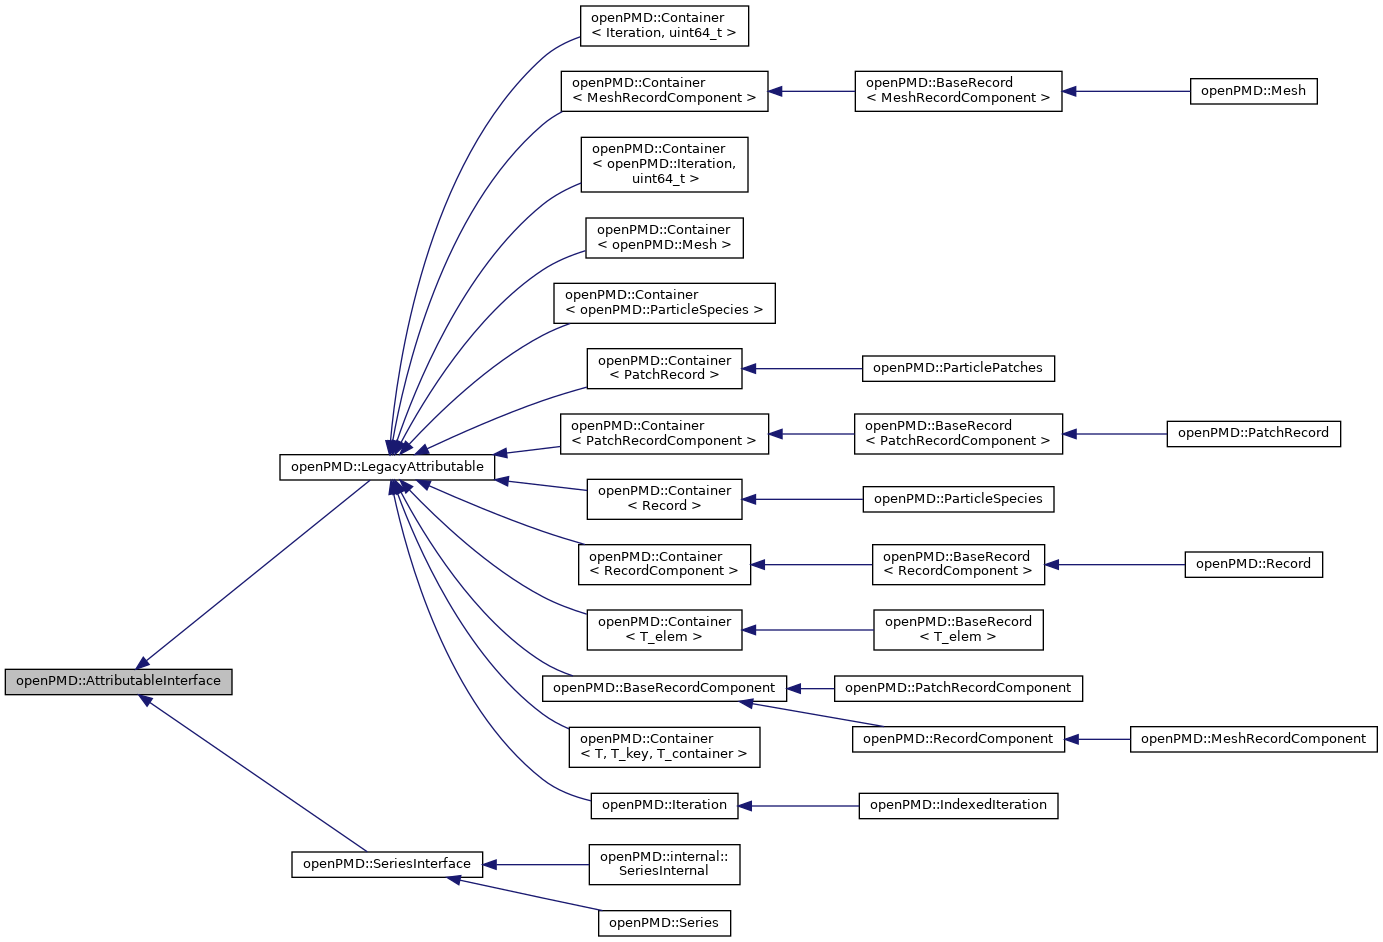 openPMD::Container
< Iteration, uint64_t >
openPMD::Container
< MeshRecordComponent >
openPMD::BaseRecord
< MeshRecordComponent >
openPMD::Mesh
openPMD::Container
< openPMD::Iteration,
uint64_t >
openPMD::Container
< openPMD::Mesh >
openPMD::Container
< openPMD::ParticleSpecies >
openPMD::Container
< PatchRecord >
openPMD::ParticlePatches
openPMD::Container
< PatchRecordComponent >
openPMD::BaseRecord
< PatchRecordComponent >
openPMD::PatchRecord
openPMD::LegacyAttributable
openPMD::Container
< Record >
openPMD::ParticleSpecies
openPMD::Container
< RecordComponent >
openPMD::BaseRecord
< RecordComponent >
openPMD::Record
openPMD::Container
< T_elem >
openPMD::BaseRecord
< T_elem >
openPMD::AttributableInterface
openPMD::BaseRecordComponent
openPMD::PatchRecordComponent
openPMD::Container
< T, T_key, T_container >
openPMD::RecordComponent
openPMD::MeshRecordComponent
openPMD::Iteration
openPMD::IndexedIteration
openPMD::SeriesInterface
openPMD::internal::
SeriesInternal
openPMD::Series